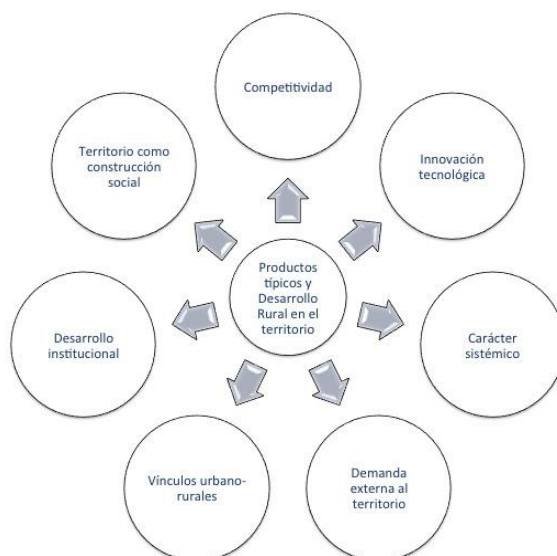 Competitividad
Innovación
tecnológica
Carácter
sistémico
Demanda
externa al
territorio
Vínculos urbano-
rurales
Desarrollo
institucional
Territorio como
construcción
social
Productos
típicos y
Desarrollo
Rural en el
territorio